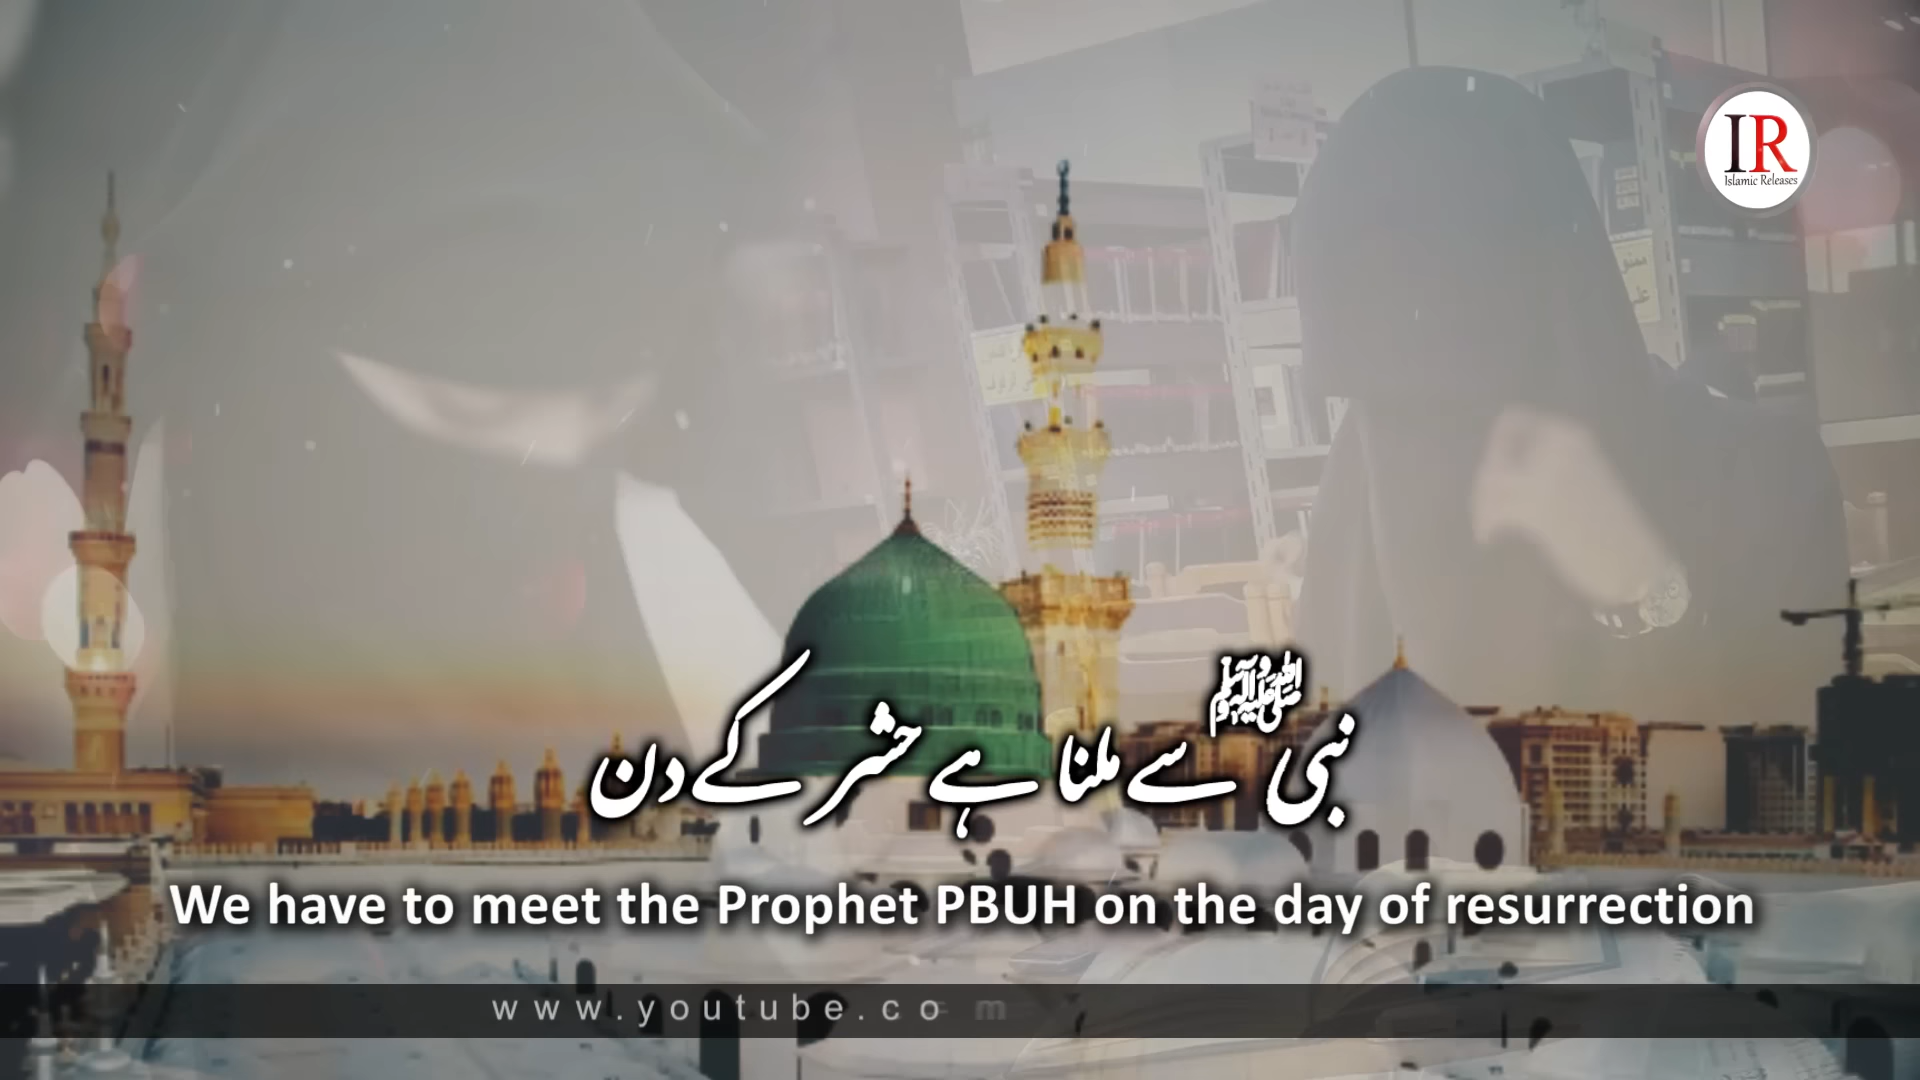 IR
Islamic Releases
نبی ﷺ سے ملنا ہے حشر کے دن
We have to meet the Prophet PBUH on the day of resurrection
www.youtube.com